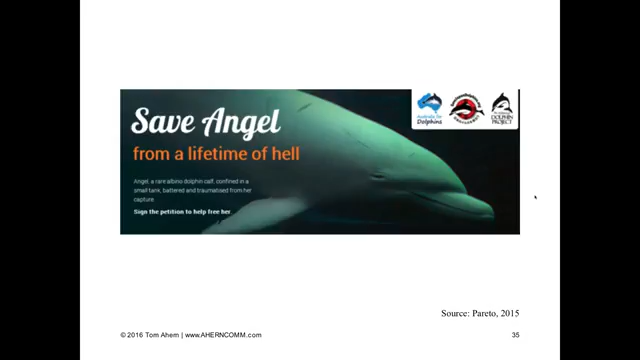 Save Angel
from a lifetime of hell
Angel, a rare albino dolphin calf, confined in a
small tank, battered and traumatised from her
capture.
Sign the petition to help free her.
Australia for
Dolphins
DOLPHIN
PROJECT
Source: Pareto, 2015
© 2016 Tom Ahern | www.AHERNCOMM.com
35